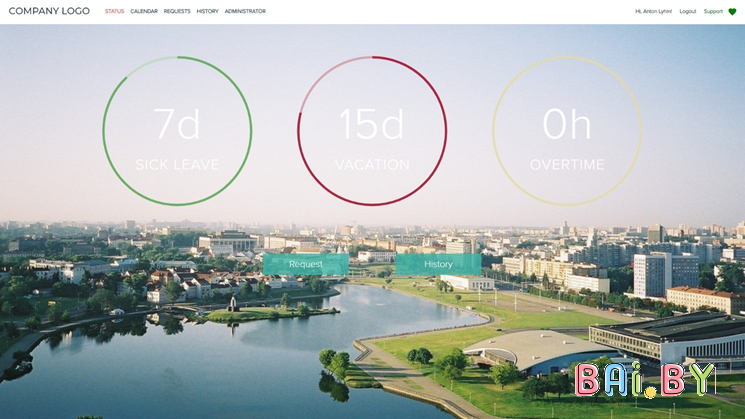 COMPANY LOGO STATUS CALENDAR REQUESTS HISTORY ADMINISTRATOR Hi, Anton Lyhin! Logout Support
7d 15d 0h
SICK LEAVE VACATION OVERTIME
Request History
BAi.BY